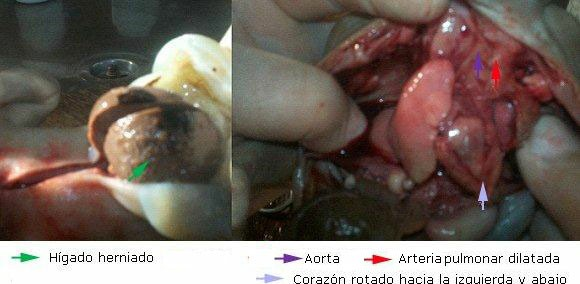 Hígado herniado
Aorta
Arteria pulmonar dilatada
Corazón rotado hacia la izquierda y abajo